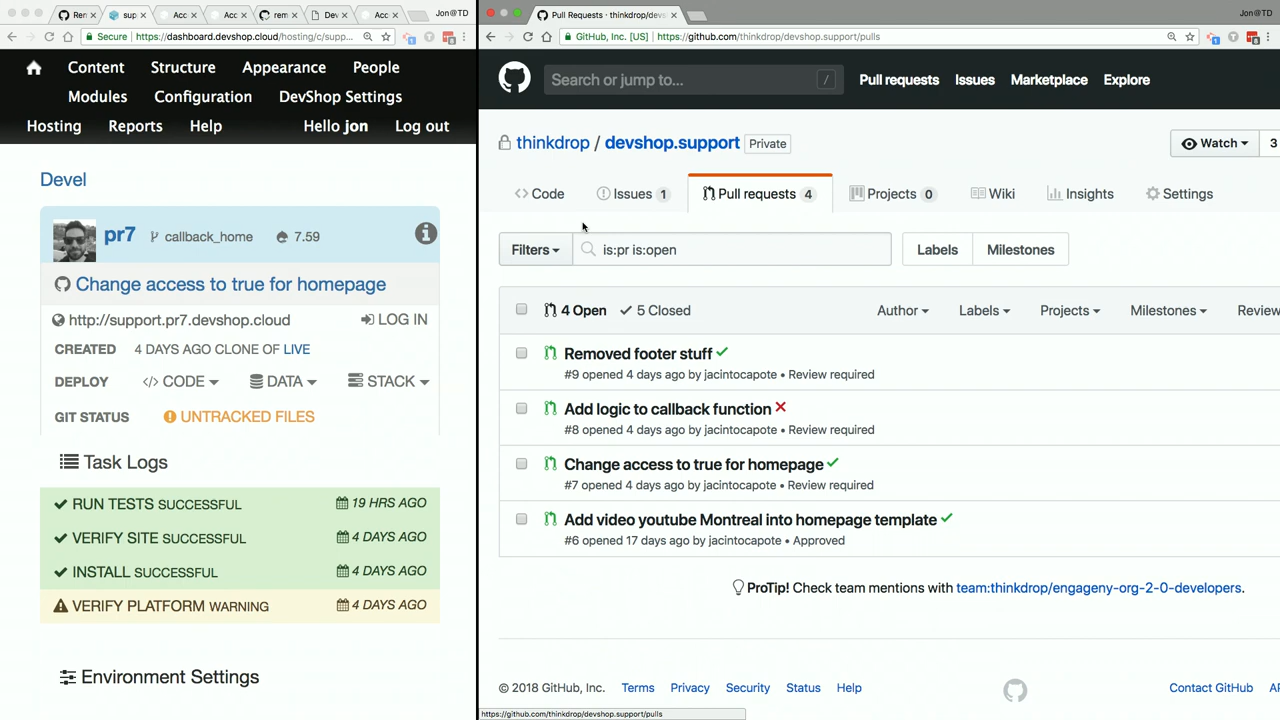 Ren
sup
Acc
Acc
rem
Dev
Acc
Jon@TD
Secure | https://dashboard.devshop.cloud/hosting/c/supp...
Content Structure Appearance People
Modules Configuration DevShop Settings
Hosting Reports Help Hello jon Log out
Devel
pr7 callback_home 7.59
Change access to true for homepage
http://support.pr7.devshop.cloud LOG IN
CREATED 4 DAYS AGO CLONE OF LIVE
DEPLOY </> CODE DATA STACK
GIT STATUS UNTRACKED FILES
Task Logs
RUN TESTS SUCCESSFUL 19 HRS AGO
VERIFY SITE SUCCESSFUL 4 DAYS AGO
INSTALL SUCCESSFUL 4 DAYS AGO
VERIFY PLATFORM WARNING 4 DAYS AGO
Environment Settings
Pull Requests · thinkdrop/devs
Jon@TD
GitHub, Inc. [US] | https://github.com/thinkdrop/devshop.support/pulls
Search or jump to... / Pull requests Issues Marketplace Explore
thinkdrop / devshop.support Private Watch 3
Code Issues 1 Pull requests 4 Projects 0 Wiki Insights Settings
Filters is:pr is:open Labels Milestones
4 Open 5 Closed Author Labels Projects Milestones Review
Removed footer stuff
#9 opened 4 days ago by jacintocapote • Review required
Add logic to callback function
#8 opened 4 days ago by jacintocapote • Review required
Change access to true for homepage
#7 opened 4 days ago by jacintocapote • Review required
Add video youtube Montreal into homepage template
#6 opened 17 days ago by jacintocapote • Approved
ProTip! Check team mentions with team:thinkdrop/engageny-org-2-0-developers.
© 2018 GitHub, Inc. Terms Privacy Security Status Help Contact GitHub AP
https://github.com/thinkdrop/devshop.support/pulls